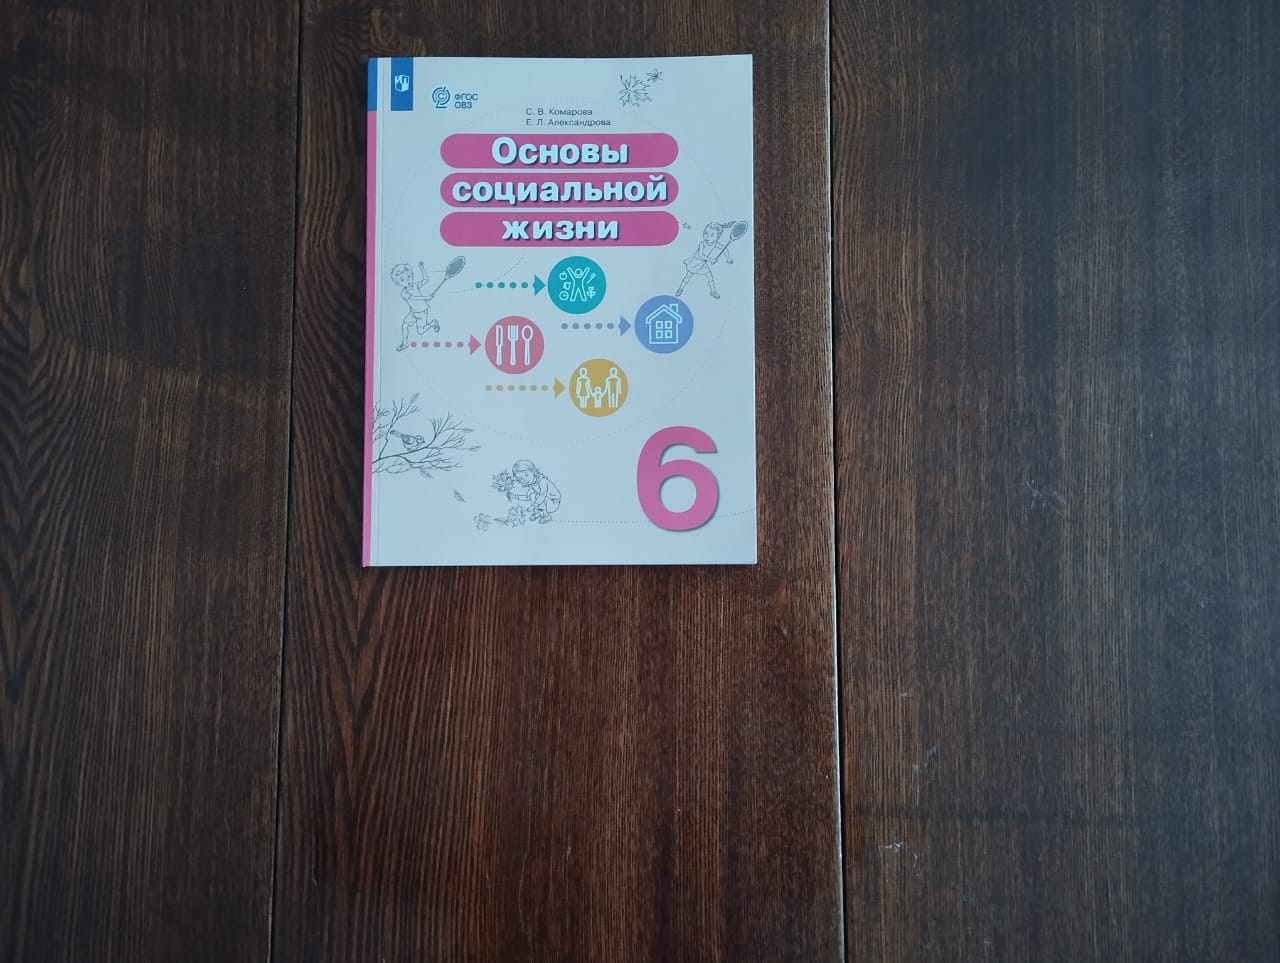 ФГОС
ОВЗ
С. В. Комарова
Е. Л. Александрова
Основы
социальной
жизни
6